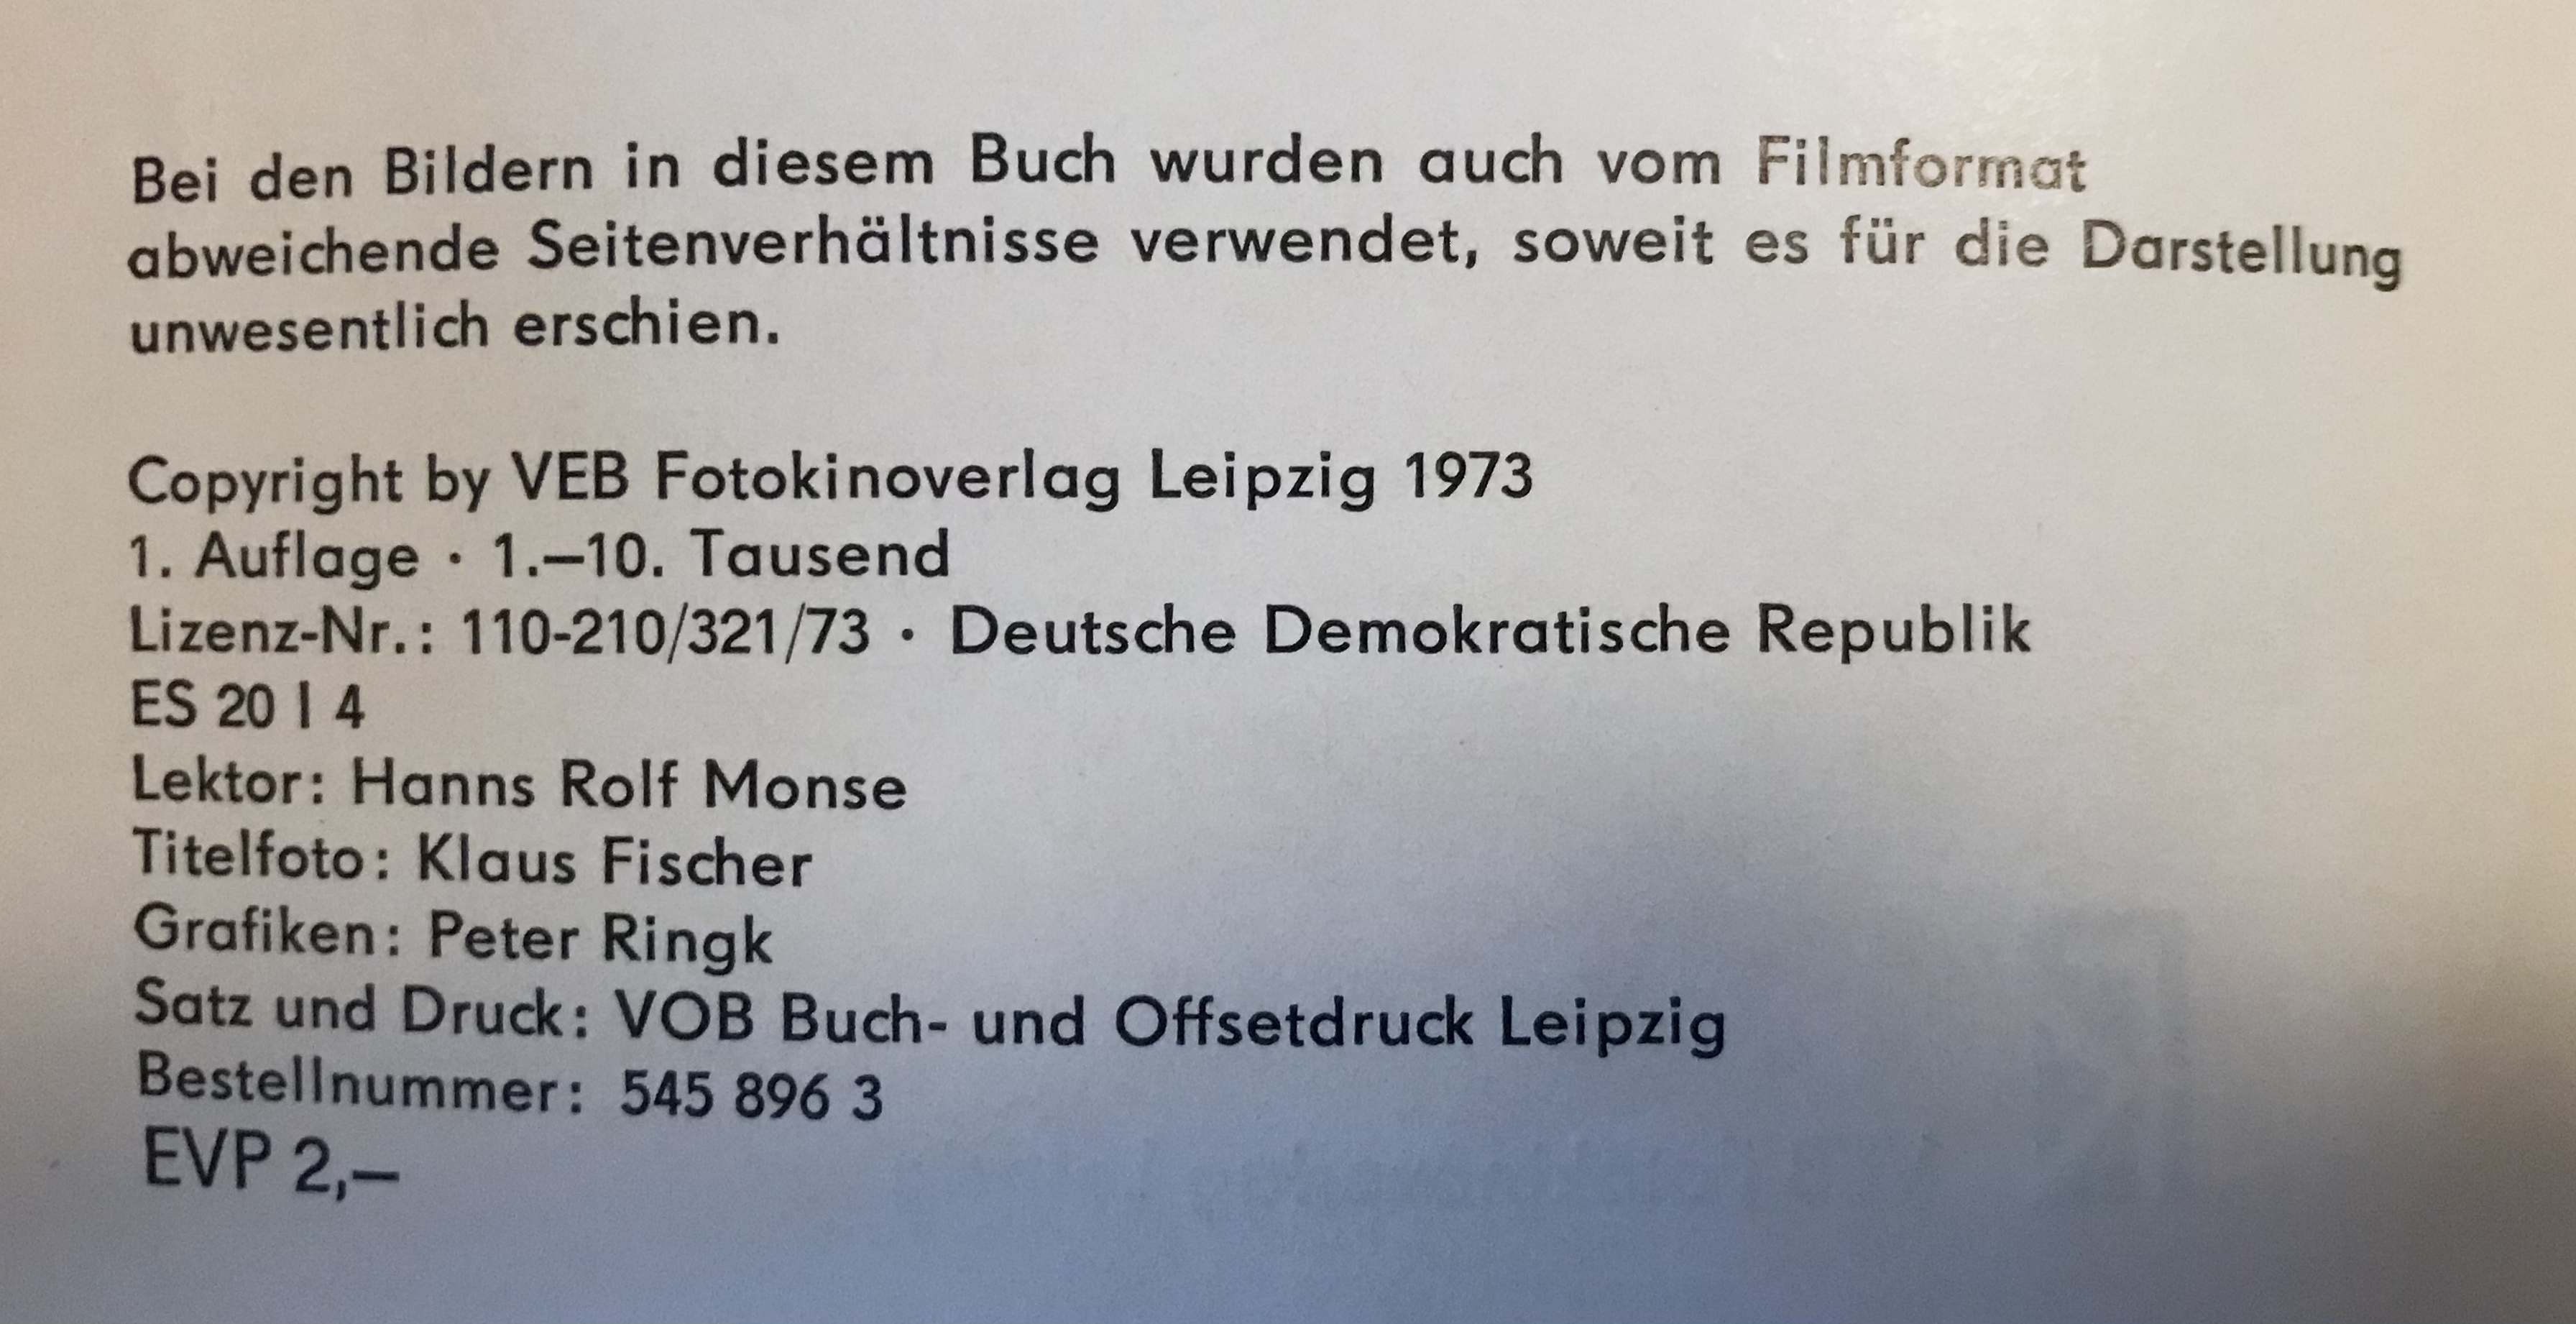 Bei den Bildern in diesem Buch wurden auch vom Filmformat
abweichende Seitenverhältnisse verwendet, soweit es für die Darstellung
unwesentlich erschien.
Copyright by VEB Fotokinoverlag Leipzig 1973
1. Auflage · 1.–10. Tausend
Lizenz-Nr.: 110-210/321/73 · Deutsche Demokratische Republik
ES 20 I 4
Lektor: Hanns Rolf Monse
Titelfoto: Klaus Fischer
Grafiken: Peter Ringk
Satz und Druck: VOB Buch- und Offsetdruck Leipzig
Bestellnummer: 545 896 3
EVP 2,–